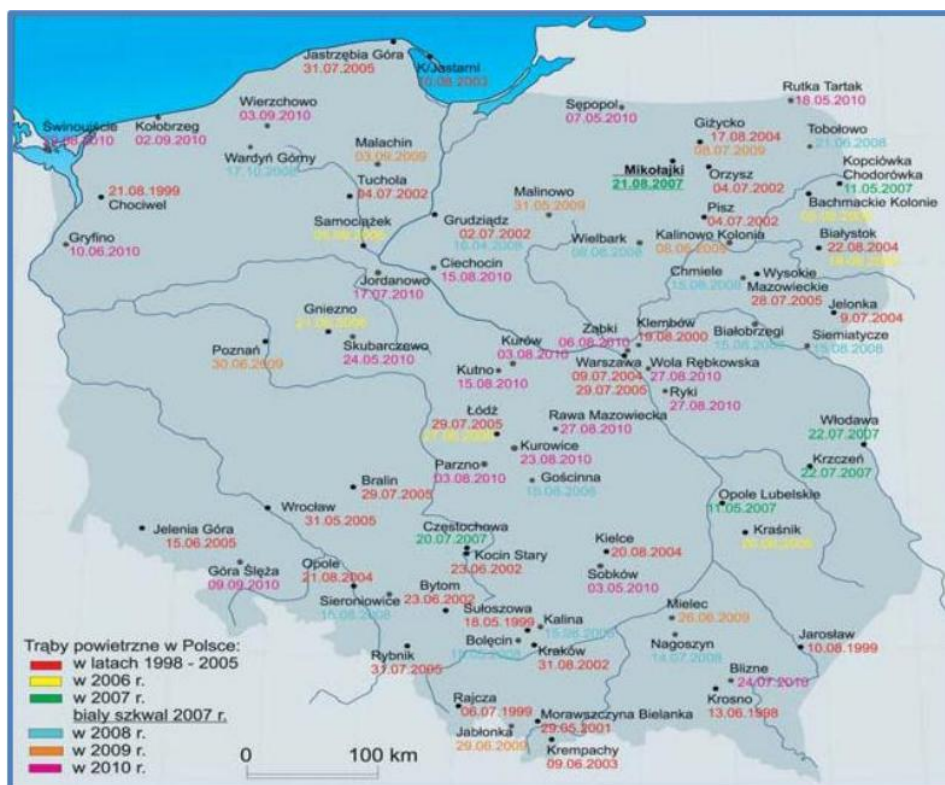 Jastrzębia Góra
31.07.2005
K/Jastarni
10.08.2003
Rutka Tartak
18.05.2010
Wierzchowo
03.09.2010
Sępopol
07.05.2010
Świnoujście
Kołobrzeg
02.09.2010
Giżycko
17.08.2004
08.07.2009
Tobołowo
21.06.2008
Wardyń Górny
17.10.2008
Malachin
03.09.2009
Mikołajki
21.08.2007
Orzysz
04.07.2002
Kopciówka
Chodorówka
11.05.2007
21.08.1999
Chociwel
Tuchola
04.07.2002
Malinowo
31.05.2009
Bachmackie Kolonie
Samociążek
Grudziądz
02.07.2002
16.04.2008
Pisz
04.07.2002
Gryfino
10.06.2010
Wielbark
08.08.2008
Kalinowo Kolonia
08.06.2009
Białystok
22.08.2004
Ciechocin
15.08.2010
Jordanowo
17.07.2010
Chmiele
15.08.2008
Wysokie
Mazowieckie
28.07.2005
Jelonka
9.07.2004
Gniezno
Skubarczewo
24.05.2010
Poznań
30.06.2009
Kurów
03.08.2010
Ząbki
06.08.2010
Klembów
19.08.2000
Białobrzegi
15.08.2008
Siemiatycze
15.08.2008
Kutno
15.08.2010
Warszawa
09.07.2004
29.07.2005
Wola Rębkowska
27.08.2010
Ryki
27.08.2010
Łódź
29.07.2005
Rawa Mazowiecka
27.08.2010
Włodawa
22.07.2007
Kurowice
23.08.2010
Parzno
03.08.2010
Gościnna
Krzczeń
22.07.2007
Bralin
29.07.2005
Wrocław
31.05.2005
Opole Lubelskie
11.05.2007
Jelenia Góra
15.06.2005
Częstochowa
20.07.2007
Kocin Stary
23.06.2002
Kielce
20.08.2004
Kraśnik
Góra Ślęża
09.09.2010
Opole
21.08.2004
Sobków
03.05.2010
Sieroniowice
15.08.2008
Bytom
23.06.2002
Sułoszowa
18.05.1999
Kalina
15.08.2008
Mielec
26.06.2009
Bolęcin
Kraków
31.08.2002
Nagoszyn
14.07.2008
Jarosław
10.08.1999
Rybnik
31.07.2005
Blizne
24.07.2010
Krosno
13.06.1998
Rajcza
06.07.1999
Morawszczyna Bielanka
29.05.2001
Jabłonka
29.06.2009
Krempachy
09.06.2003
Trąby powietrzne w Polsce:
w latach 1998 - 2005
w 2006 r.
w 2007 r.
biały szkwał 2007 r.
w 2008 r.
w 2009 r.
w 2010 r.
0 100 km